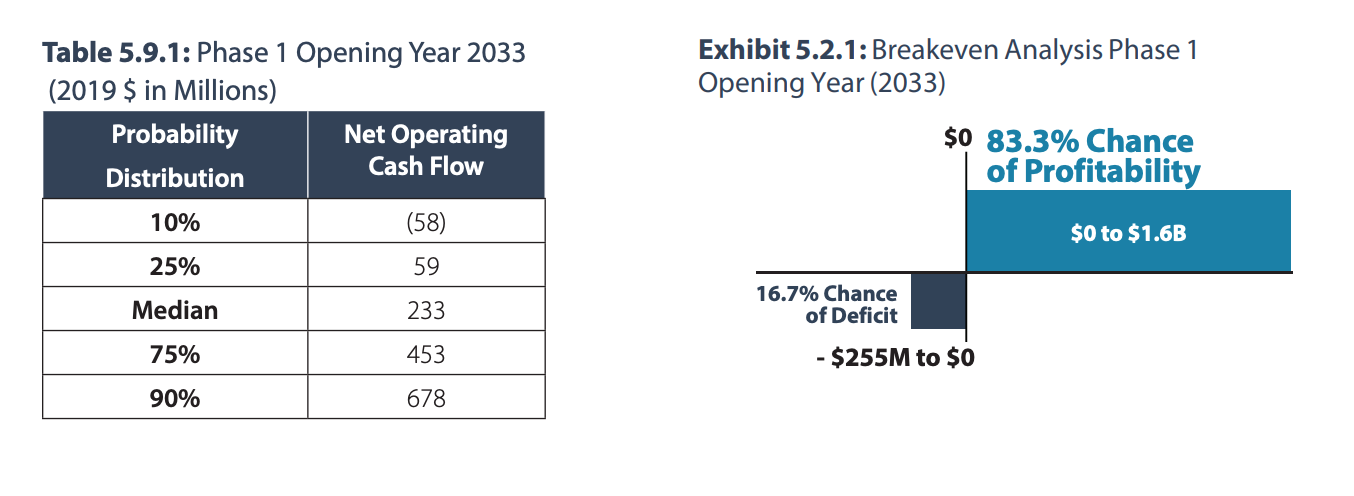 Table 5.9.1: Phase 1 Opening Year 2033
(2019 $ in Millions)
Probability
Distribution
Net Operating
Cash Flow
10%
(58)
25%
59
Median
233
75%
453
90%
678
Exhibit 5.2.1: Breakeven Analysis Phase 1
Opening Year (2033)
$0
83.3% Chance
of Profitability
$0 to $1.6B
16.7% Chance
of Deficit
- $255M to $0